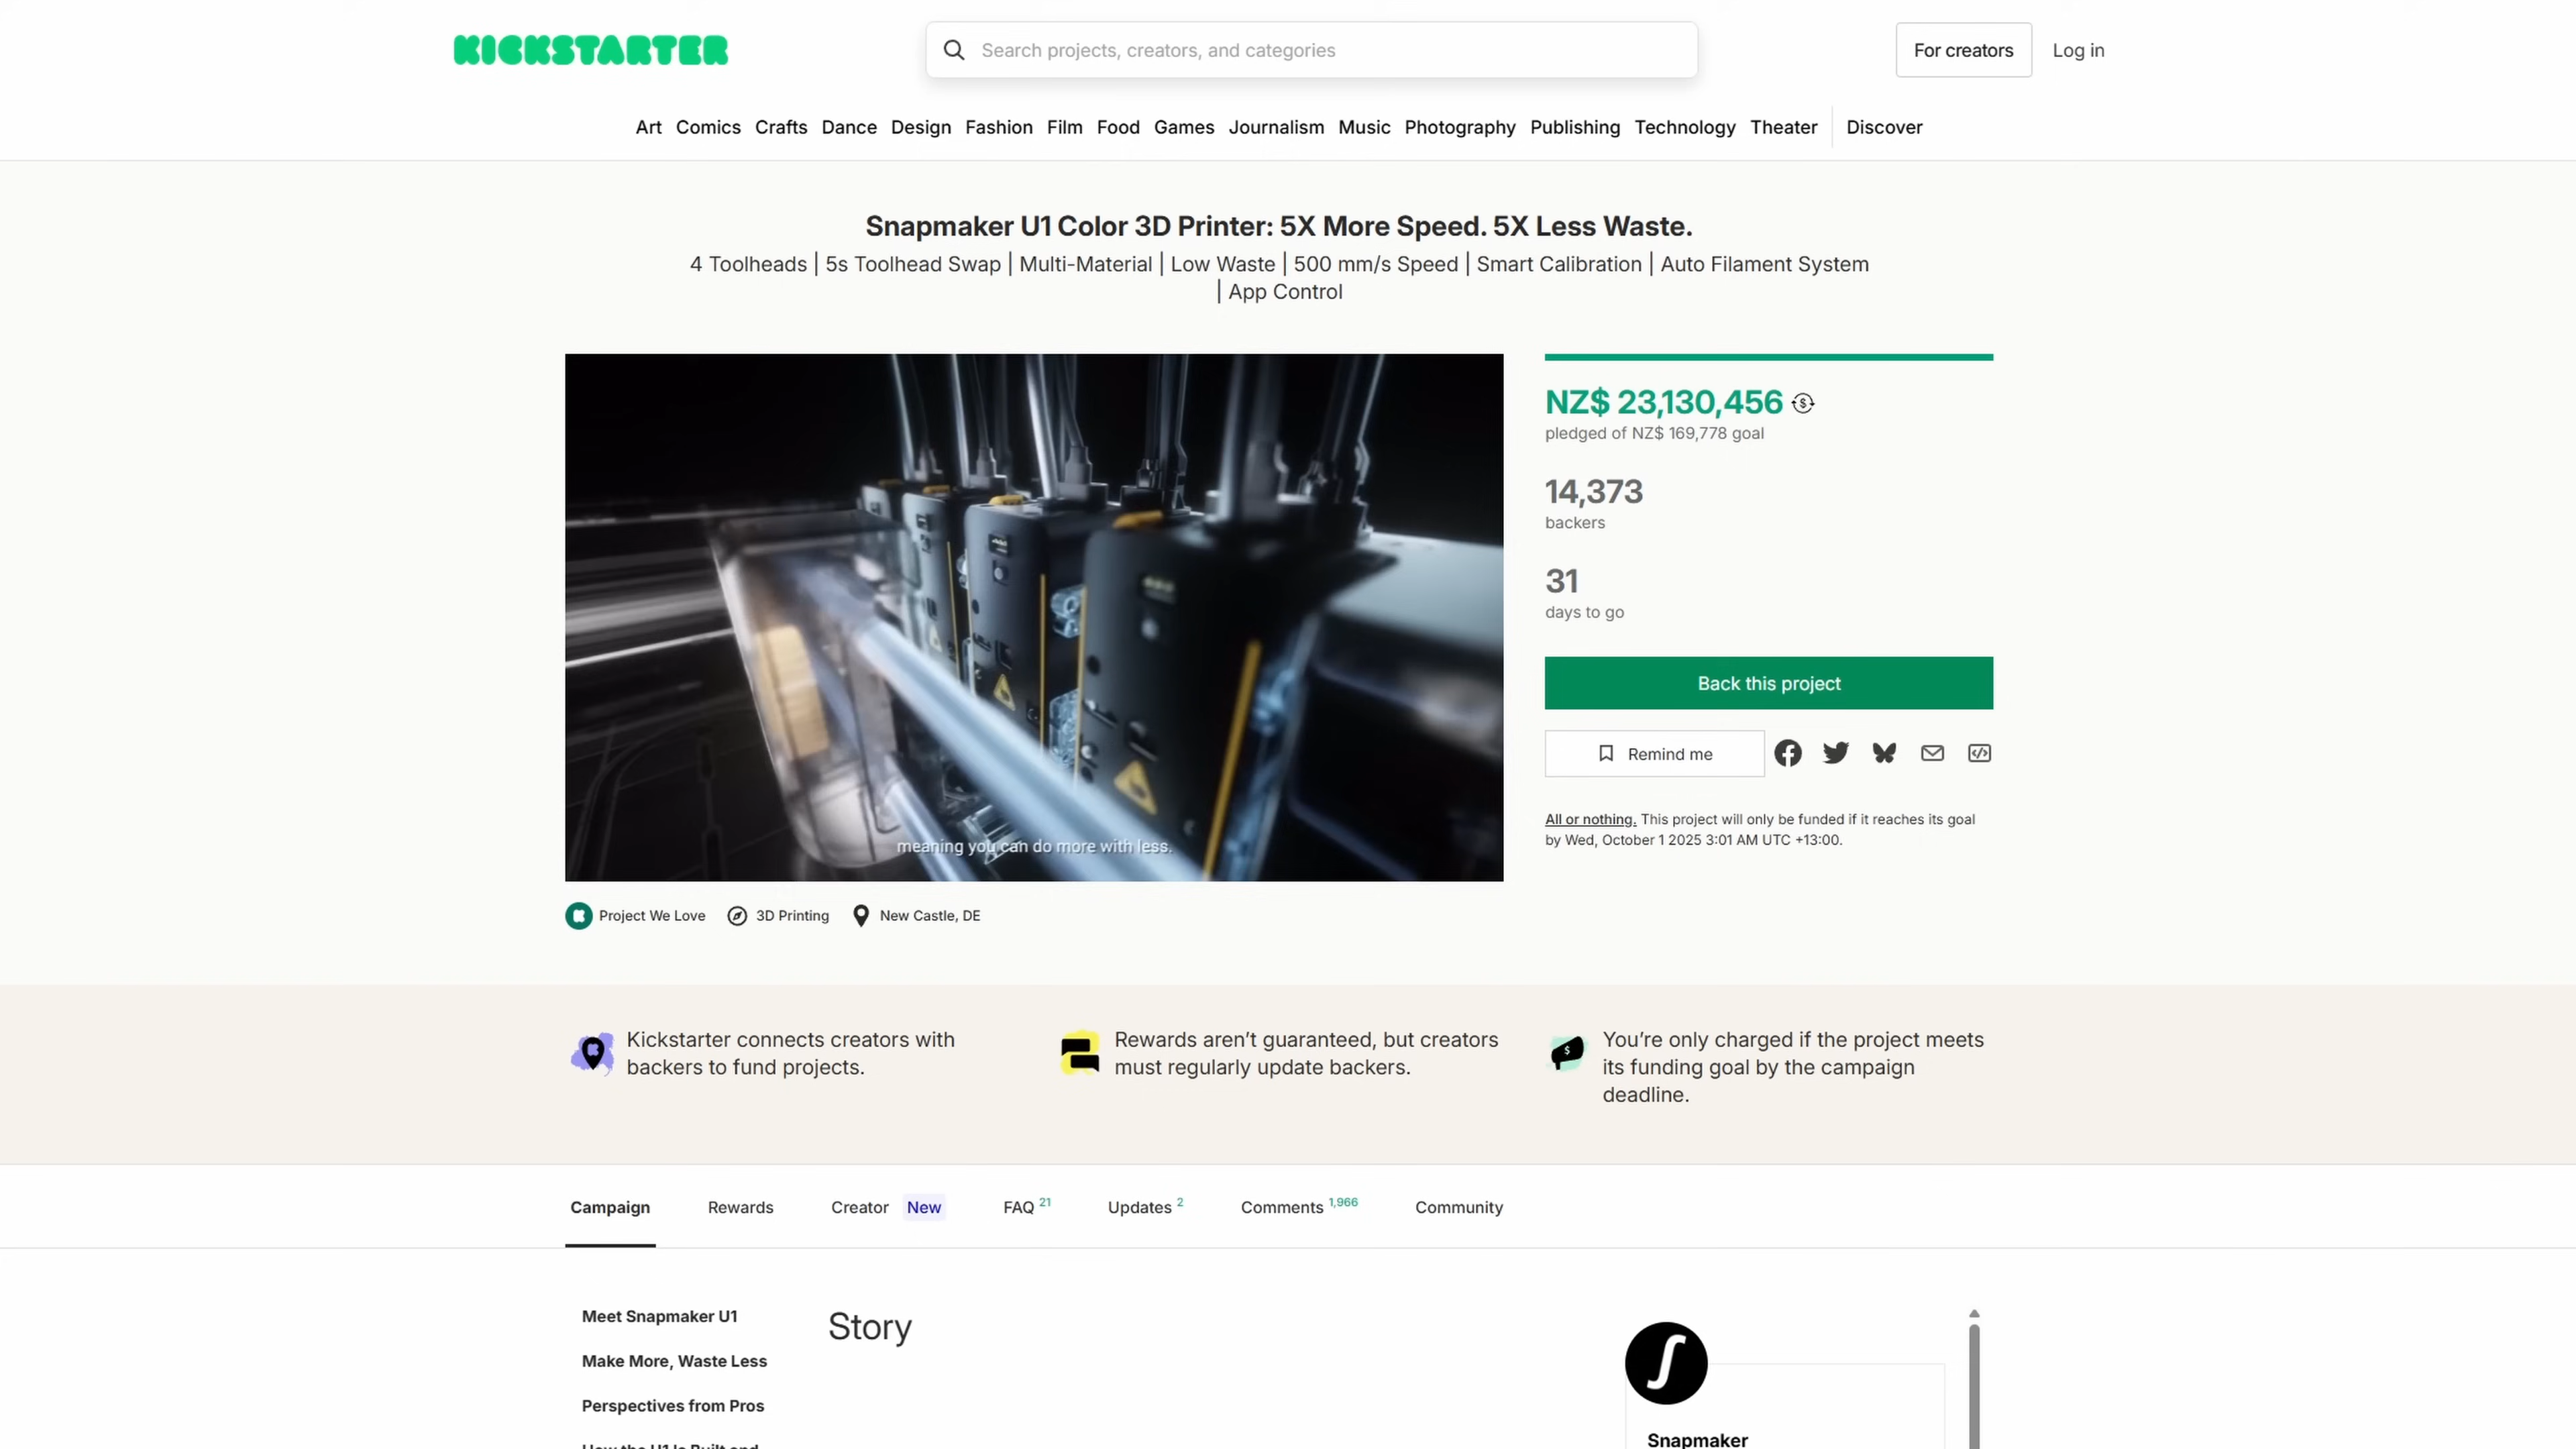 KICKSTARTER
Search projects, creators, and categories
For creators
Log in
Art Comics Crafts Dance Design Fashion Film Food Games Journalism Music Photography Publishing Technology Theater Discover
Snapmaker U1 Color 3D Printer: 5X More Speed. 5X Less Waste.
4 Toolheads | 5s Toolhead Swap | Multi-Material | Low Waste | 500 mm/s Speed | Smart Calibration | Auto Filament System
| App Control
meaning you can do more with less.
NZ$ 23,130,456
pledged of NZ$ 169,778 goal
14,373
backers
31
days to go
Back this project
Remind me
All or nothing. This project will only be funded if it reaches its goal
by Wed, October 1 2025 3:01 AM UTC +13:00.
Project We Love
3D Printing
New Castle, DE
Kickstarter connects creators with
backers to fund projects.
Rewards aren’t guaranteed, but creators
must regularly update backers.
You’re only charged if the project meets
its funding goal by the campaign
deadline.
Campaign
Rewards
Creator New
FAQ 21
Updates 2
Comments 1,966
Community
Meet Snapmaker U1
Make More, Waste Less
Perspectives from Pros
How the U1 Is Built and
Story
Snapmaker